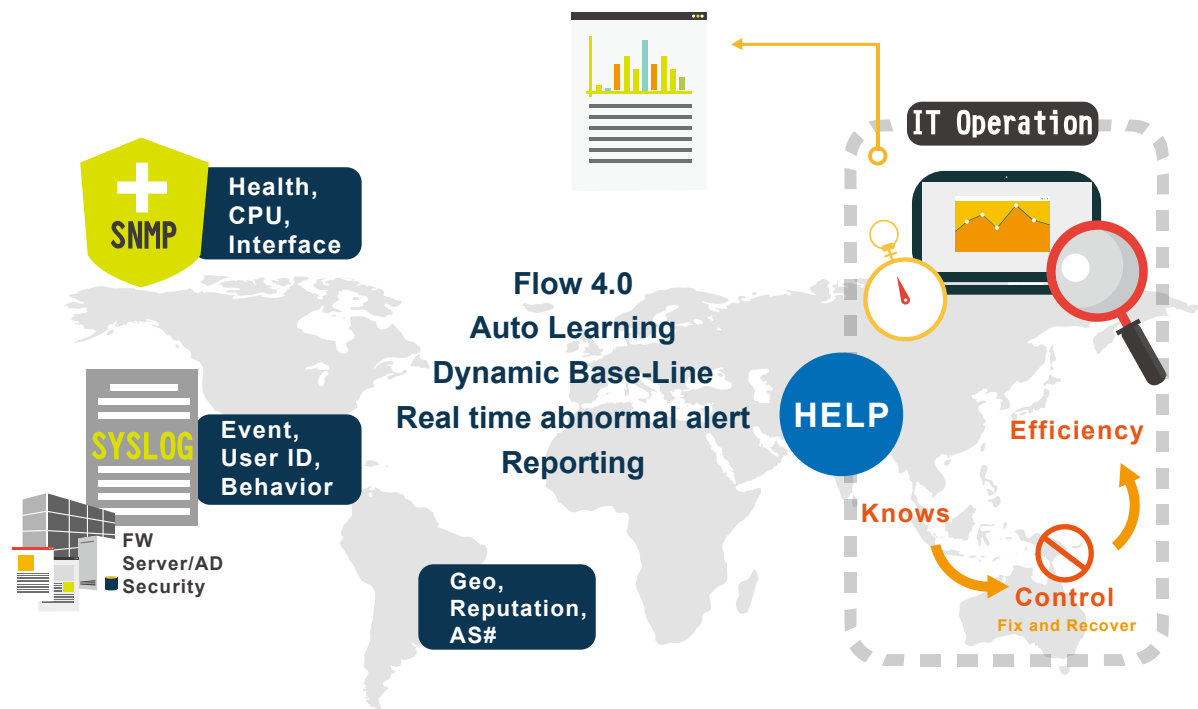 IT Operation
SNMP
Health,
CPU,
Interface
Flow 4.0
Auto Learning
Dynamic Base-Line
Real time abnormal alert
Reporting
SYSLOG
Event,
User ID,
Behavior
FW
Server/AD
Security
Geo,
Reputation,
AS#
HELP
Efficiency
Knows
Control
Fix and Recover